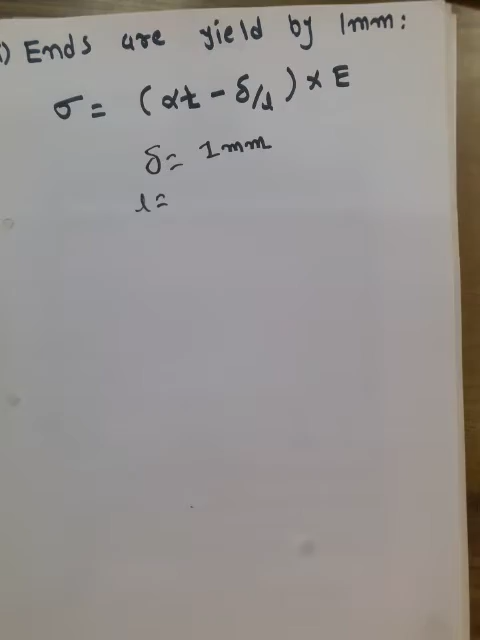 i) Ends are yield by 1mm:
σ = (αt - δ/l) × E
δ = 1mm
l =